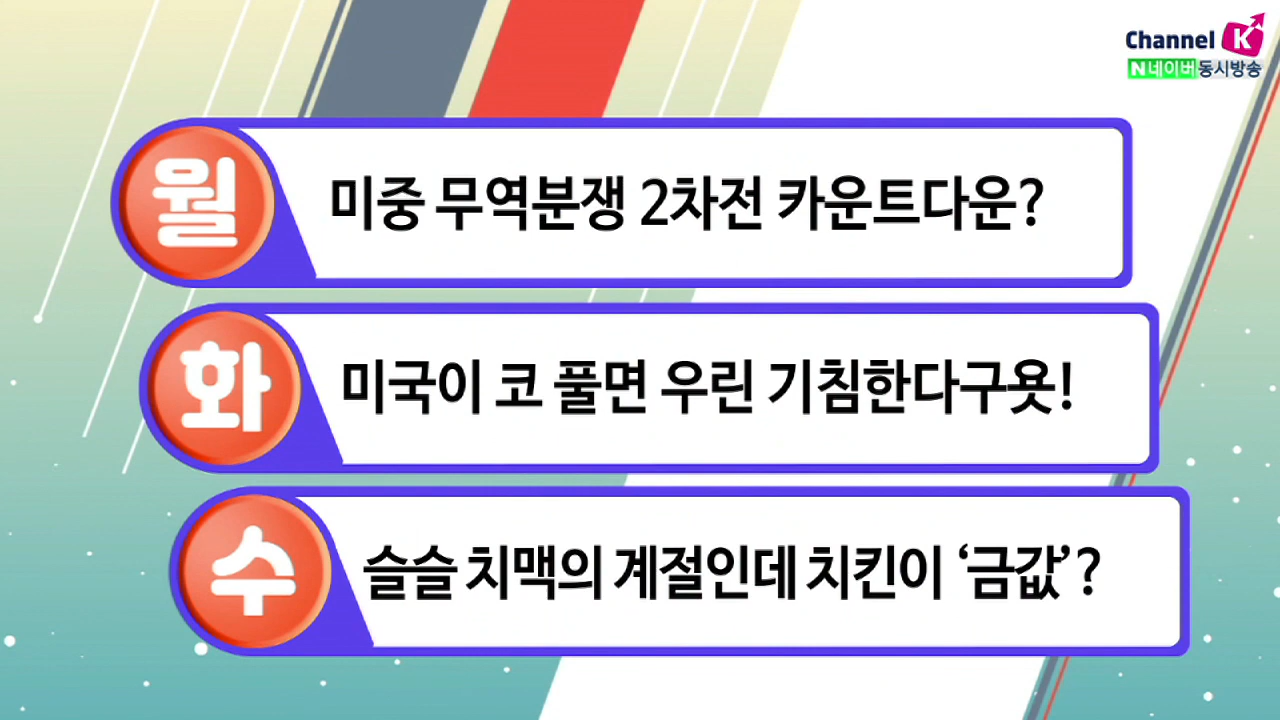 Channel K
N 네이버 동시방송
월 미중 무역분쟁 2차전 카운트다운?
화 미국이 코 풀면 우린 기침한다구욧!
수 슬슬 치맥의 계절인데 치킨이 ‘금값’?